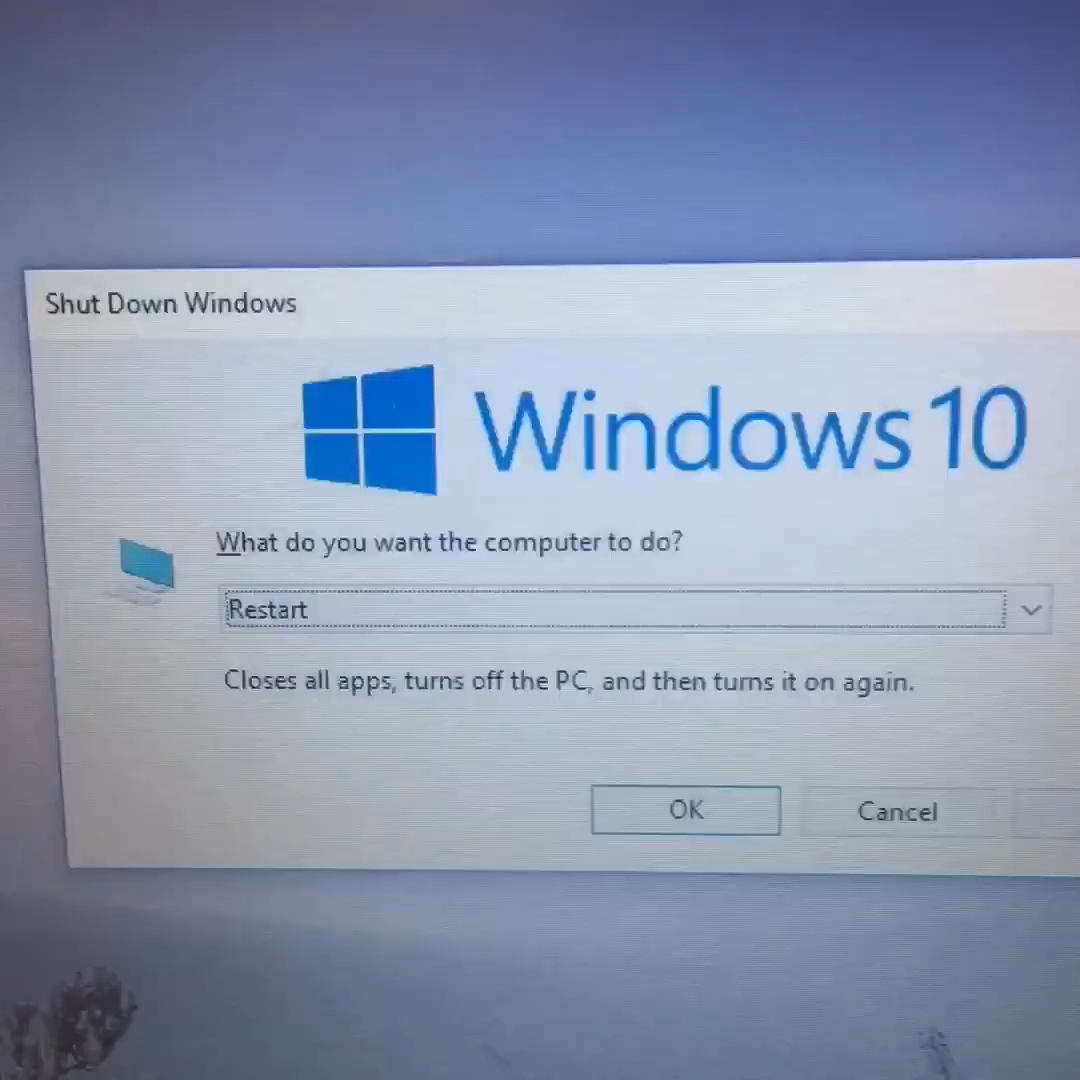 Shut Down Windows
Windows 10
What do you want the computer to do?
Restart
Closes all apps, turns off the PC, and then turns it on again.
OK
Cancel